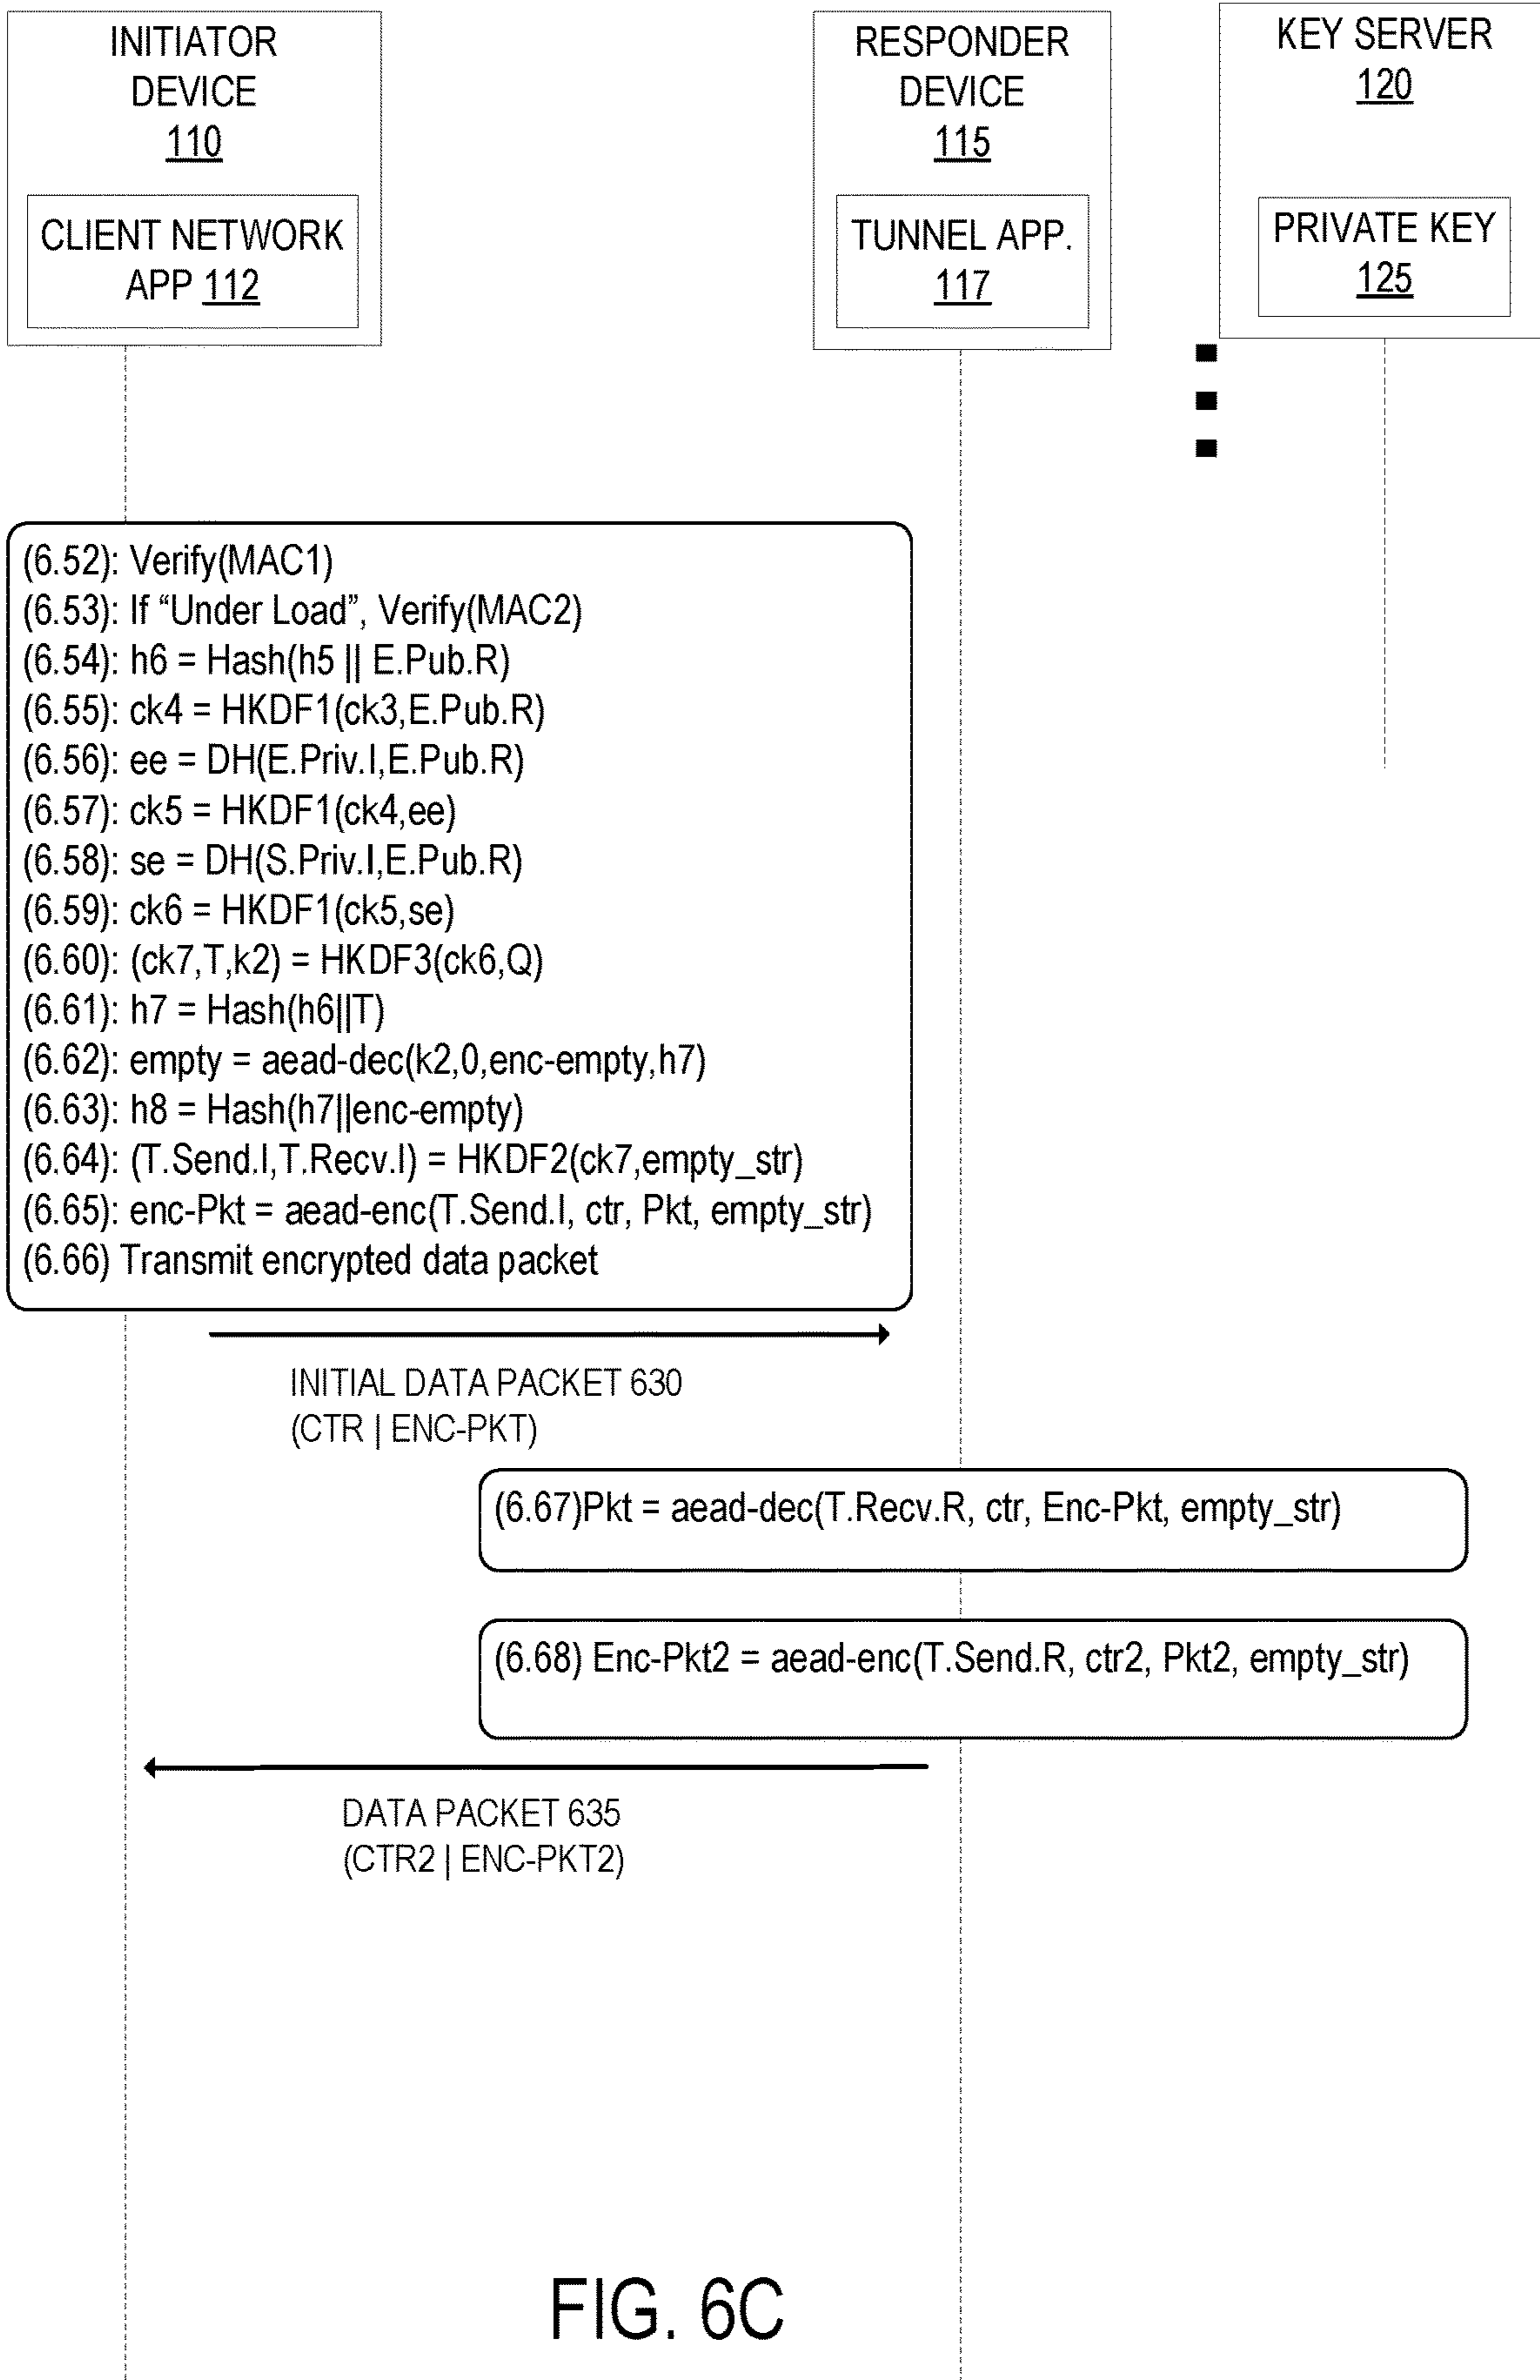 INITIATOR
DEVICE
110
CLIENT NETWORK
APP 112
RESPONDER
DEVICE
115
TUNNEL APP.
117
KEY SERVER
120
PRIVATE KEY
125
(6.52): Verify(MAC1)
(6.53): If “Under Load”, Verify(MAC2)
(6.54): h6 = Hash(h5 || E.Pub.R)
(6.55): ck4 = HKDF1(ck3,E.Pub.R)
(6.56): ee = DH(E.Priv.I,E.Pub.R)
(6.57): ck5 = HKDF1(ck4,ee)
(6.58): se = DH(S.Priv.I,E.Pub.R)
(6.59): ck6 = HKDF1(ck5,se)
(6.60): (ck7,T,k2) = HKDF3(ck6,Q)
(6.61): h7 = Hash(h6||T)
(6.62): empty = aead-dec(k2,0,enc-empty,h7)
(6.63): h8 = Hash(h7||enc-empty)
(6.64): (T.Send.I,T.Recv.I) = HKDF2(ck7,empty_str)
(6.65): enc-Pkt = aead-enc(T.Send.I, ctr, Pkt, empty_str)
(6.66) Transmit encrypted data packet
INITIAL DATA PACKET 630
(CTR | ENC-PKT)
(6.67)Pkt = aead-dec(T.Recv.R, ctr, Enc-Pkt, empty_str)
(6.68) Enc-Pkt2 = aead-enc(T.Send.R, ctr2, Pkt2, empty_str)
DATA PACKET 635
(CTR2 | ENC-PKT2)
FIG. 6C